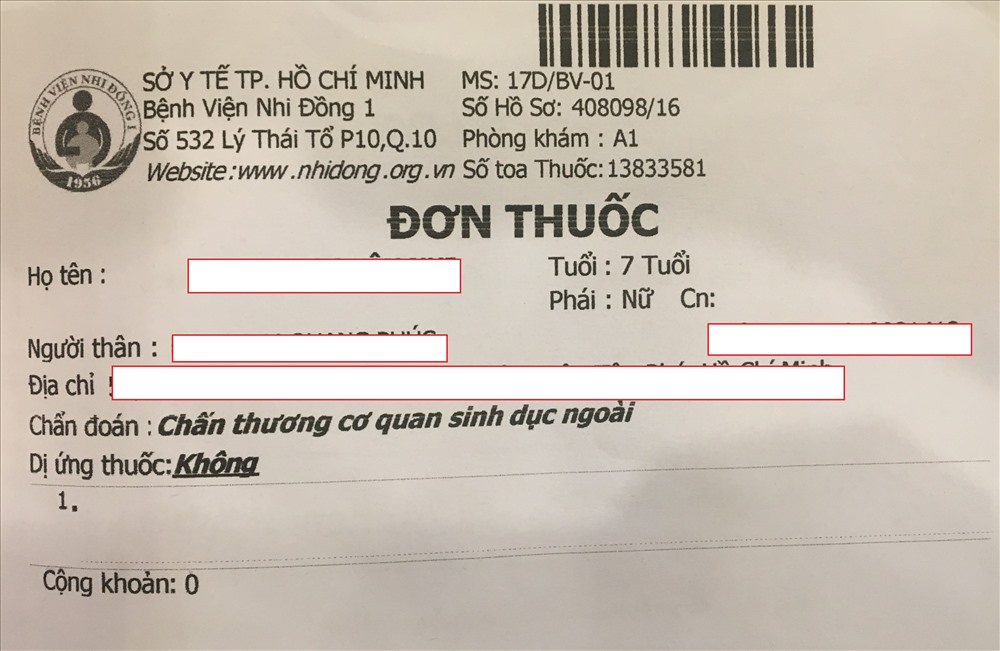 BỆNH VIỆN NHI ĐỒNG 1
1956
SỞ Y TẾ TP. HỒ CHÍ MINH
Bệnh Viện Nhi Đồng 1
Số 532 Lý Thái Tổ P10,Q.10
Website:www.nhidong.org.vn
MS: 17D/BV-01
Số Hồ Sơ: 408098/16
Phòng khám : A1
Số toa Thuốc:13833581
ĐƠN THUỐC
Họ tên :
Tuổi : 7 Tuổi
Phái : Nữ Cn:
Người thân :
Địa chỉ
Chẩn đoán : Chấn thương cơ quan sinh dục ngoài
Dị ứng thuốc:Không
1.
Cộng khoản: 0